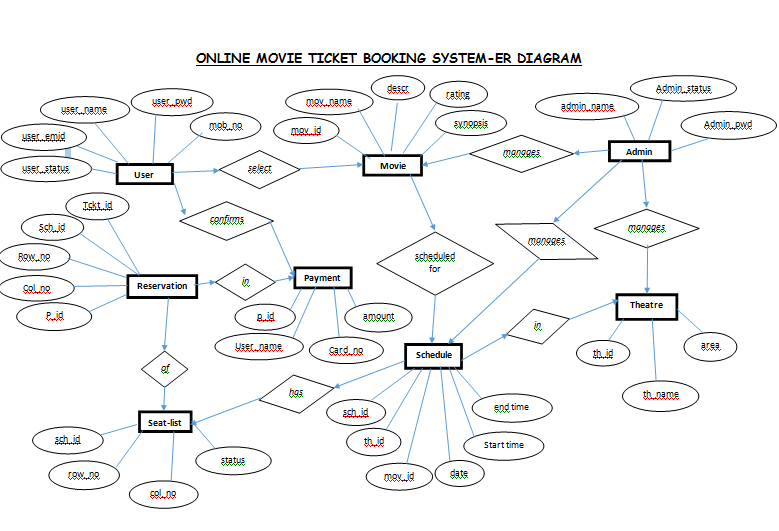 ONLINE MOVIE TICKET BOOKING SYSTEM-ER DIAGRAM
descr
rating
Admin_status
user_name
user_pwd
mov_name
admin_name
user_emid
mob_no
mov_id
synopsis
Admin_pwd
user_status
User
select
Movie
manages
Admin
Tckt_id
Sch_id
confirms
manages
manages
Row_no
scheduled
for
Col_no
Reservation
in
Payment
Theatre
P_id
p_id
amount
in
User_name
Card_no
Schedule
th_id
area
of
has
th_name
Seat-list
sch_id
end time
sch_id
th_id
Start time
row_no
status
mov_id
date
col_no